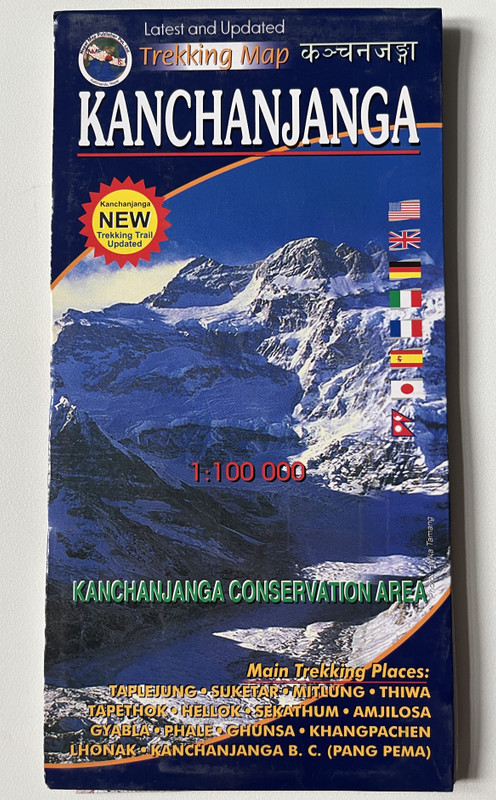 Latest and Updated
Trekking Map कञ्चनजङ्गा
KANCHANJANGA
Kanchanjanga
NEW
Trekking Trail
Updated
1:100 000
Tamang
KANCHANJANGA CONSERVATION AREA
Main Trekking Places:
TAPLEJUNG • SUKETAR • MITLUNG • THIWA
TAPETHOK • HELLOK • SEKATHUM • AMJILOSA
GYABLA • PHALE • GHUNSA • KHANGPACHEN
LHONAK • KANCHANJANGA B. C. (PANG PEMA)